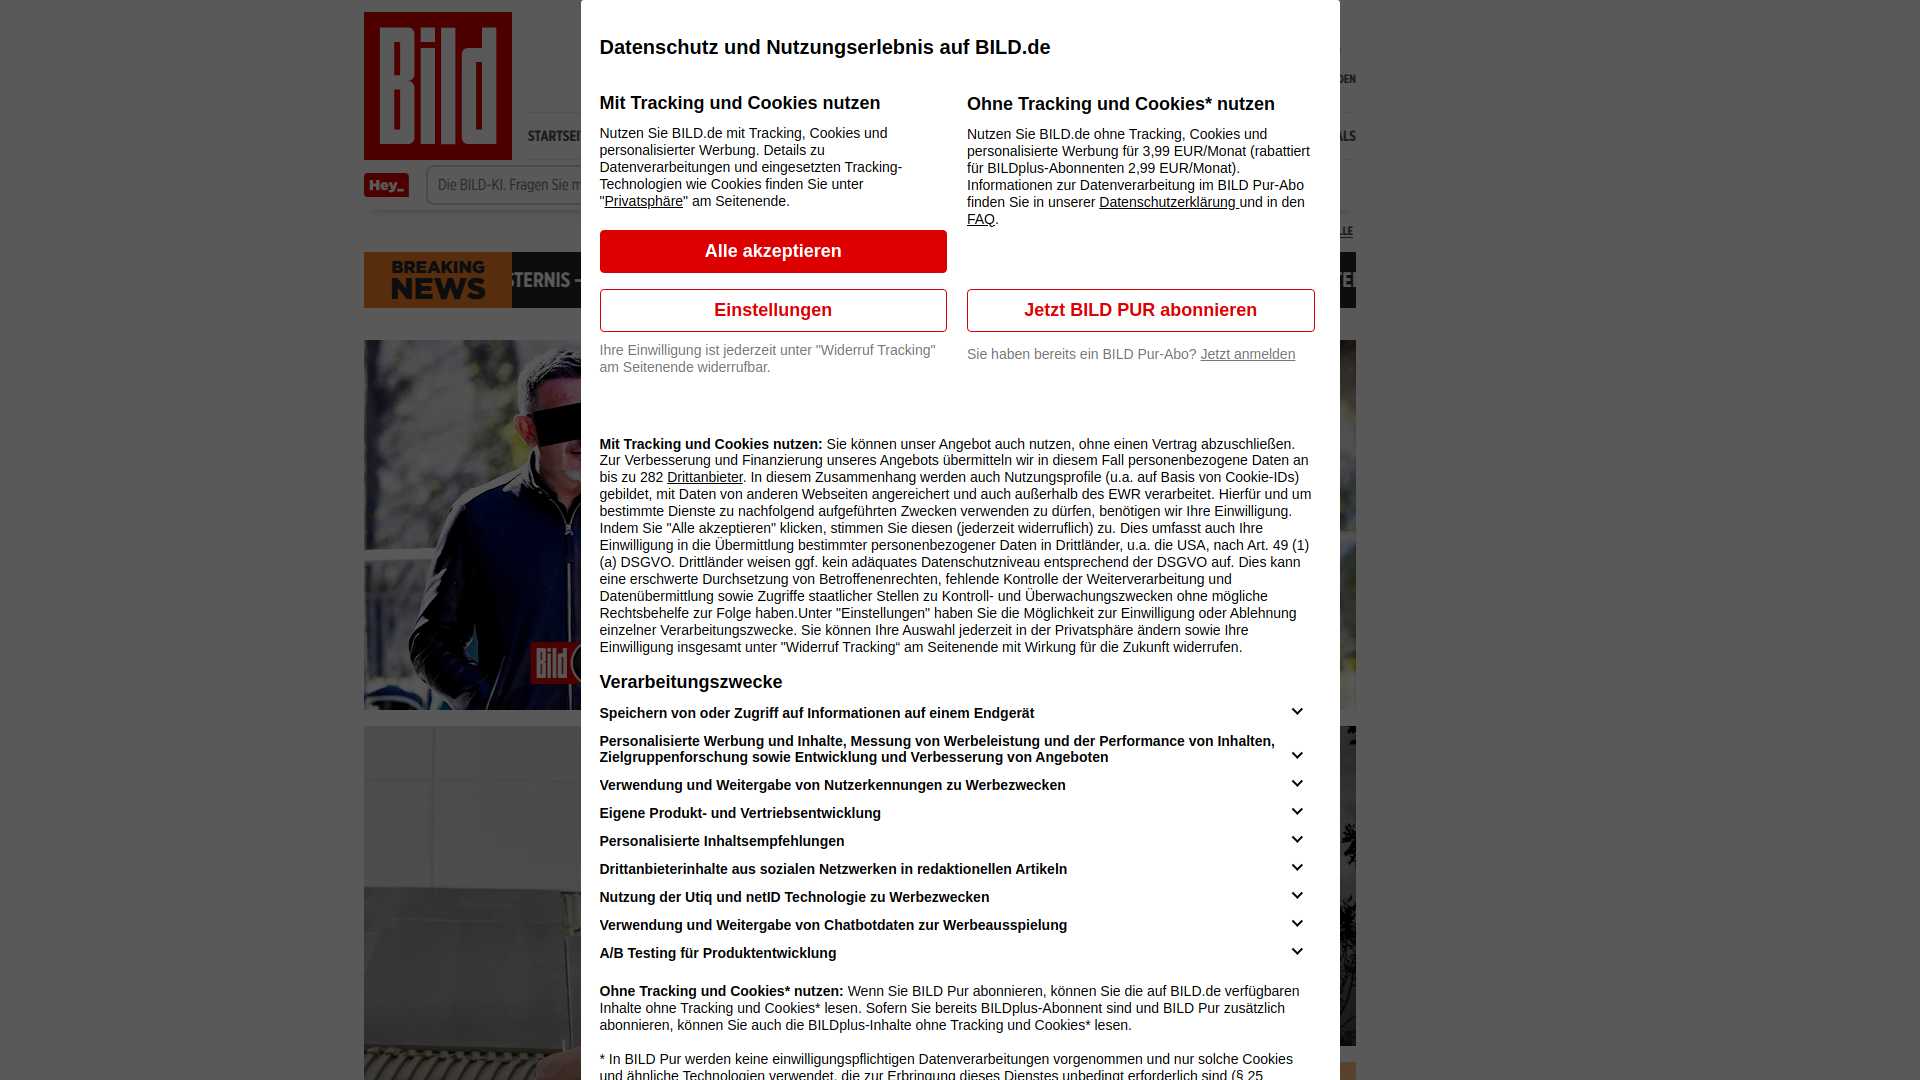 Bild
Datenschutz und Nutzungserlebnis auf BILD.de
Mit Tracking und Cookies nutzen
Nutzen Sie BILD.de mit Tracking, Cookies und
personalisierter Werbung. Details zu
Datenverarbeitungen und eingesetzten Tracking-
Technologien wie Cookies finden Sie unter
"Privatsphäre" am Seitenende.
Alle akzeptieren
Einstellungen
Ihre Einwilligung ist jederzeit unter "Widerruf Tracking"
am Seitenende widerrufbar.
Ohne Tracking und Cookies* nutzen
Nutzen Sie BILD.de ohne Tracking, Cookies und
personalisierte Werbung für 3,99 EUR/Monat (rabattiert
für BILDplus-Abonnenten 2,99 EUR/Monat).
Informationen zur Datenverarbeitung im BILD Pur-Abo
finden Sie in unserer Datenschutzerklärung und in den
FAQ.
Jetzt BILD PUR abonnieren
Sie haben bereits ein BILD Pur-Abo? Jetzt anmelden
Hey_
Die BILD-KI. Fragen Sie
BREAKING
NEWS
Bild
Mit Tracking und Cookies nutzen: Sie können unser Angebot auch nutzen, ohne einen Vertrag abzuschließen.
Zur Verbesserung und Finanzierung unseres Angebots übermitteln wir in diesem Fall personenbezogene Daten an
bis zu 282 Drittanbieter. In diesem Zusammenhang werden auch Nutzungsprofile (u.a. auf Basis von Cookie-IDs)
gebildet, mit Daten von anderen Webseiten angereichert und auch außerhalb des EWR verarbeitet. Hierfür und um
bestimmte Dienste zu nachfolgend aufgeführten Zwecken verwenden zu dürfen, benötigen wir Ihre Einwilligung.
Indem Sie "Alle akzeptieren" klicken, stimmen Sie diesen (jederzeit widerruflich) zu. Dies umfasst auch Ihre
Einwilligung in die Übermittlung bestimmter personenbezogener Daten in Drittländer, u.a. die USA, nach Art. 49 (1)
(a) DSGVO. Drittländer weisen ggf. kein adäquates Datenschutzniveau entsprechend der DSGVO auf. Dies kann
eine erschwerte Durchsetzung von Betroffenenrechten, fehlende Kontrolle der Weiterverarbeitung und
Datenübermittlung sowie Zugriffe staatlicher Stellen zu Kontroll- und Überwachungszwecken ohne mögliche
Rechtsbehelfe zur Folge haben.Unter "Einstellungen" haben Sie die Möglichkeit zur Einwilligung oder Ablehnung
einzelner Verarbeitungszwecke. Sie können Ihre Auswahl jederzeit in der Privatsphäre ändern sowie Ihre
Einwilligung insgesamt unter "Widerruf Tracking“ am Seitenende mit Wirkung für die Zukunft widerrufen.
Verarbeitungszwecke
Speichern von oder Zugriff auf Informationen auf einem Endgerät
Personalisierte Werbung und Inhalte, Messung von Werbeleistung und der Performance von Inhalten,
Zielgruppenforschung sowie Entwicklung und Verbesserung von Angeboten
Verwendung und Weitergabe von Nutzerkennungen zu Werbezwecken
Eigene Produkt- und Vertriebsentwicklung
Personalisierte Inhaltsempfehlungen
Drittanbieterinhalte aus sozialen Netzwerken in redaktionellen Artikeln
Nutzung der Utiq und netID Technologie zu Werbezwecken
Verwendung und Weitergabe von Chatbotdaten zur Werbeausspielung
A/B Testing für Produktentwicklung
Ohne Tracking und Cookies* nutzen: Wenn Sie BILD Pur abonnieren, können Sie die auf BILD.de verfügbaren
Inhalte ohne Tracking und Cookies* lesen. Sofern Sie bereits BILDplus-Abonnent sind und BILD Pur zusätzlich
abonnieren, können Sie auch die BILDplus-Inhalte ohne Tracking und Cookies* lesen.
* In BILD Pur werden keine einwilligungspflichtigen Datenverarbeitungen vorgenommen und nur solche Cookies
und ähnliche Technologien verwendet, die zur Erbringung dieses Dienstes unbedingt erforderlich sind (§ 25